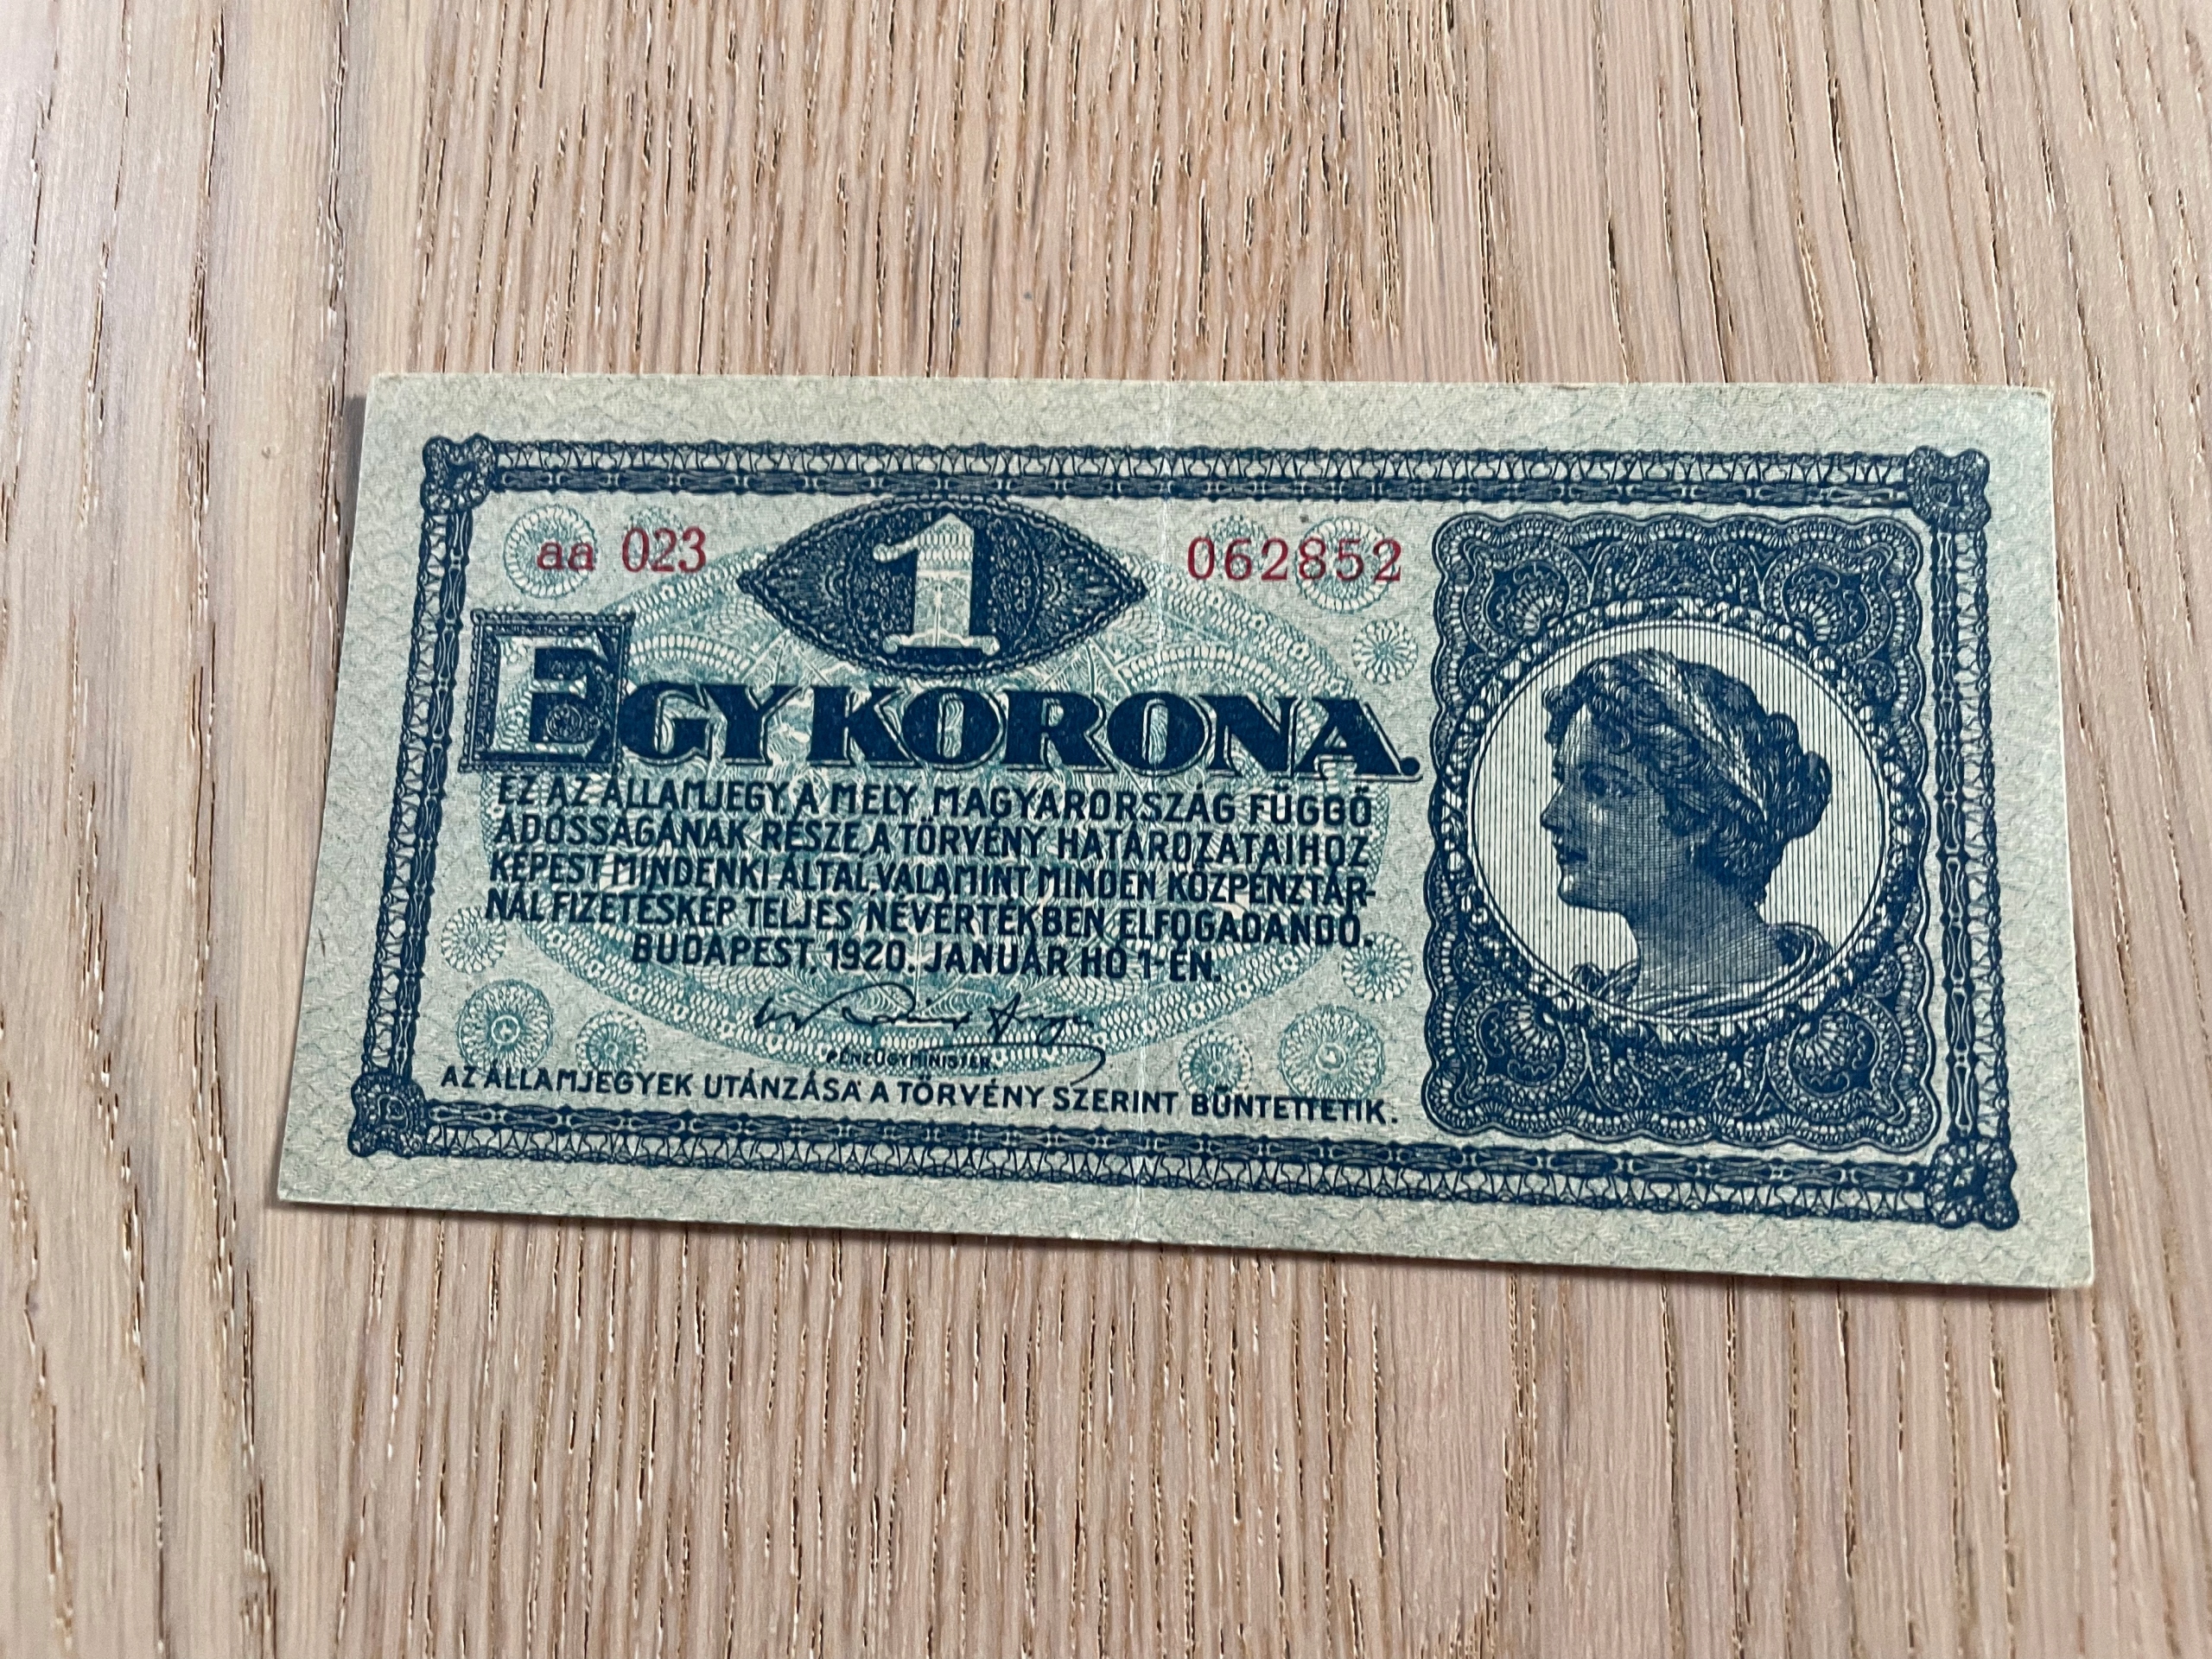 aa 023
1
062852
EGY KORONA.
EZ AZ ÁLLAMJEGY, A MELY MAGYARORSZÁG FÜGGŐ
ADÓSSÁGÁNAK RÉSZE, A TÖRVÉNY HATÁROZATAIHOZ
KÉPEST MINDENKI ÁLTAL, VALAMINT MINDEN KÖZPÉNZTÁR-
NÁL FIZETÉSKÉP TELJES NÉVÉRTÉKBEN ELFOGADANDÓ.
BUDAPEST, 1920. JANUÁR HÓ 1-ÉN.
PÉNZÜGYMINISTER.
AZ ÁLLAMJEGYEK UTÁNZÁSA A TÖRVÉNY SZERINT BÜNTETTETIK.